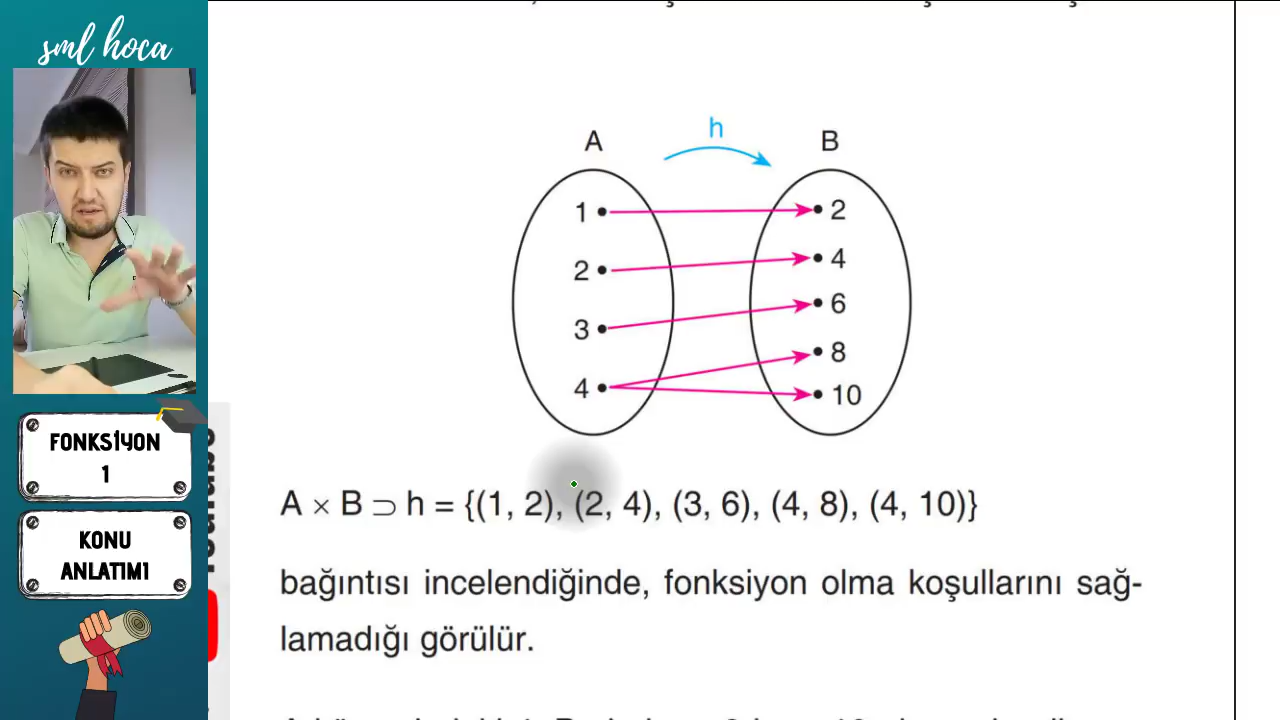 sml hoca
FONKSİYON
1
KONU
ANLATIMI
h
A
B
1
2
3
4
2
4
6
8
10
A × B ⊃ h = {(1, 2), (2, 4), (3, 6), (4, 8), (4, 10)}
bağıntısı incelendiğinde, fonksiyon olma koşullarını sağ-
lamadığı görülür.